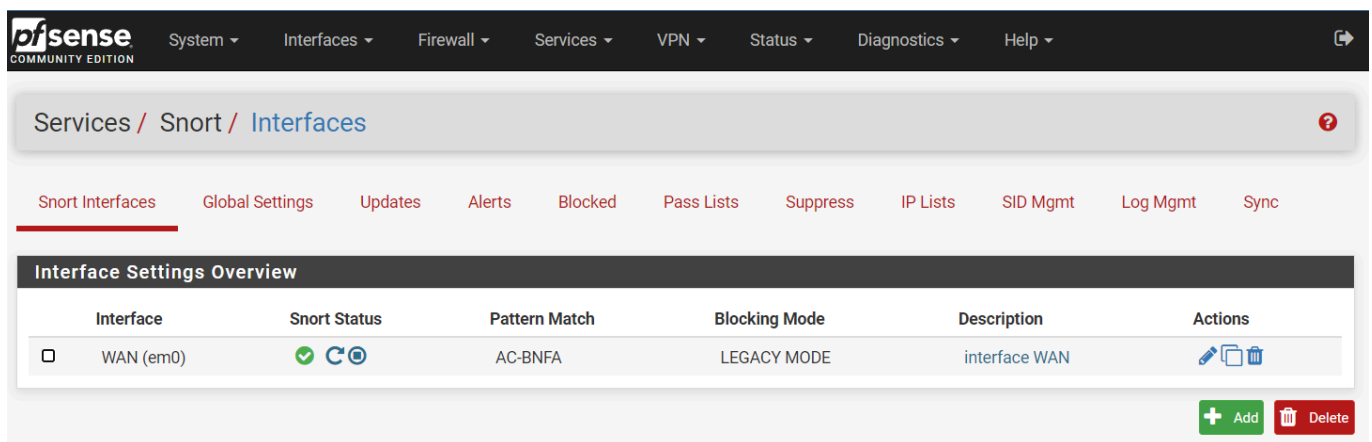 pfsense System Interfaces Firewall Services VPN Status Diagnostics Help
COMMUNITY EDITION
Services / Snort / Interfaces
Snort Interfaces Global Settings Updates Alerts Blocked Pass Lists Suppress IP Lists SID Mgmt Log Mgmt Sync
Interface Settings Overview
Interface Snort Status Pattern Match Blocking Mode Description Actions
WAN (em0) AC-BNFA LEGACY MODE interface WAN
Add Delete